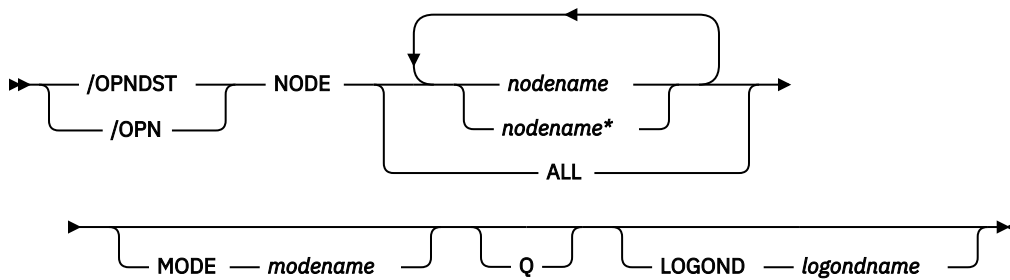 /OPNDST NODE nodename
/OPN nodename*
ALL
MODE modename Q LOGOND logondname